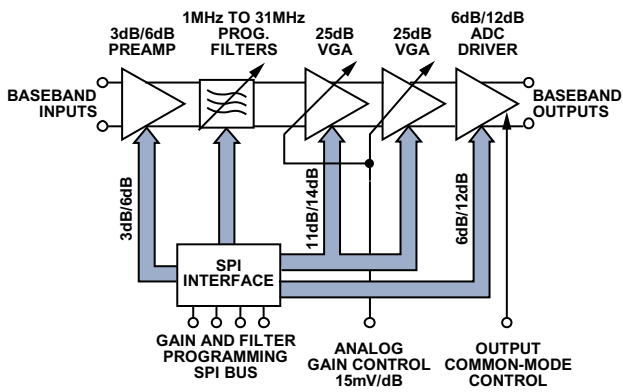 3dB/6dB
PREAMP
1MHz TO 31MHz
PROG.
FILTERS
25dB
VGA
25dB
VGA
6dB/12dB
ADC
DRIVER
BASEBAND
INPUTS
BASEBAND
OUTPUTS
3dB/6dB
11dB/14dB
6dB/12dB
SPI
INTERFACE
GAIN AND FILTER
PROGRAMMING
SPI BUS
ANALOG
GAIN CONTROL
15mV/dB
OUTPUT
COMMON-MODE
CONTROL